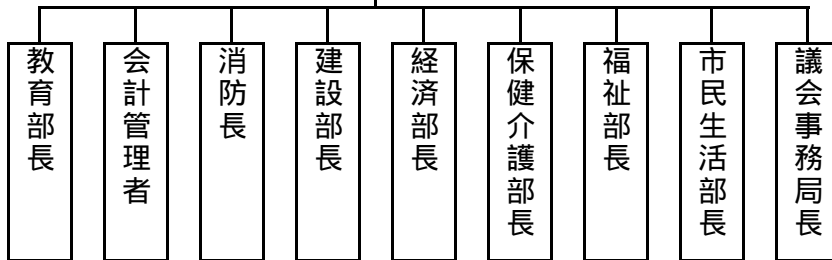 議会事務局長
市民生活部長
福祉部長
保健介護部長
経済部長
建設部長
消防長
会計管理者
教育部長